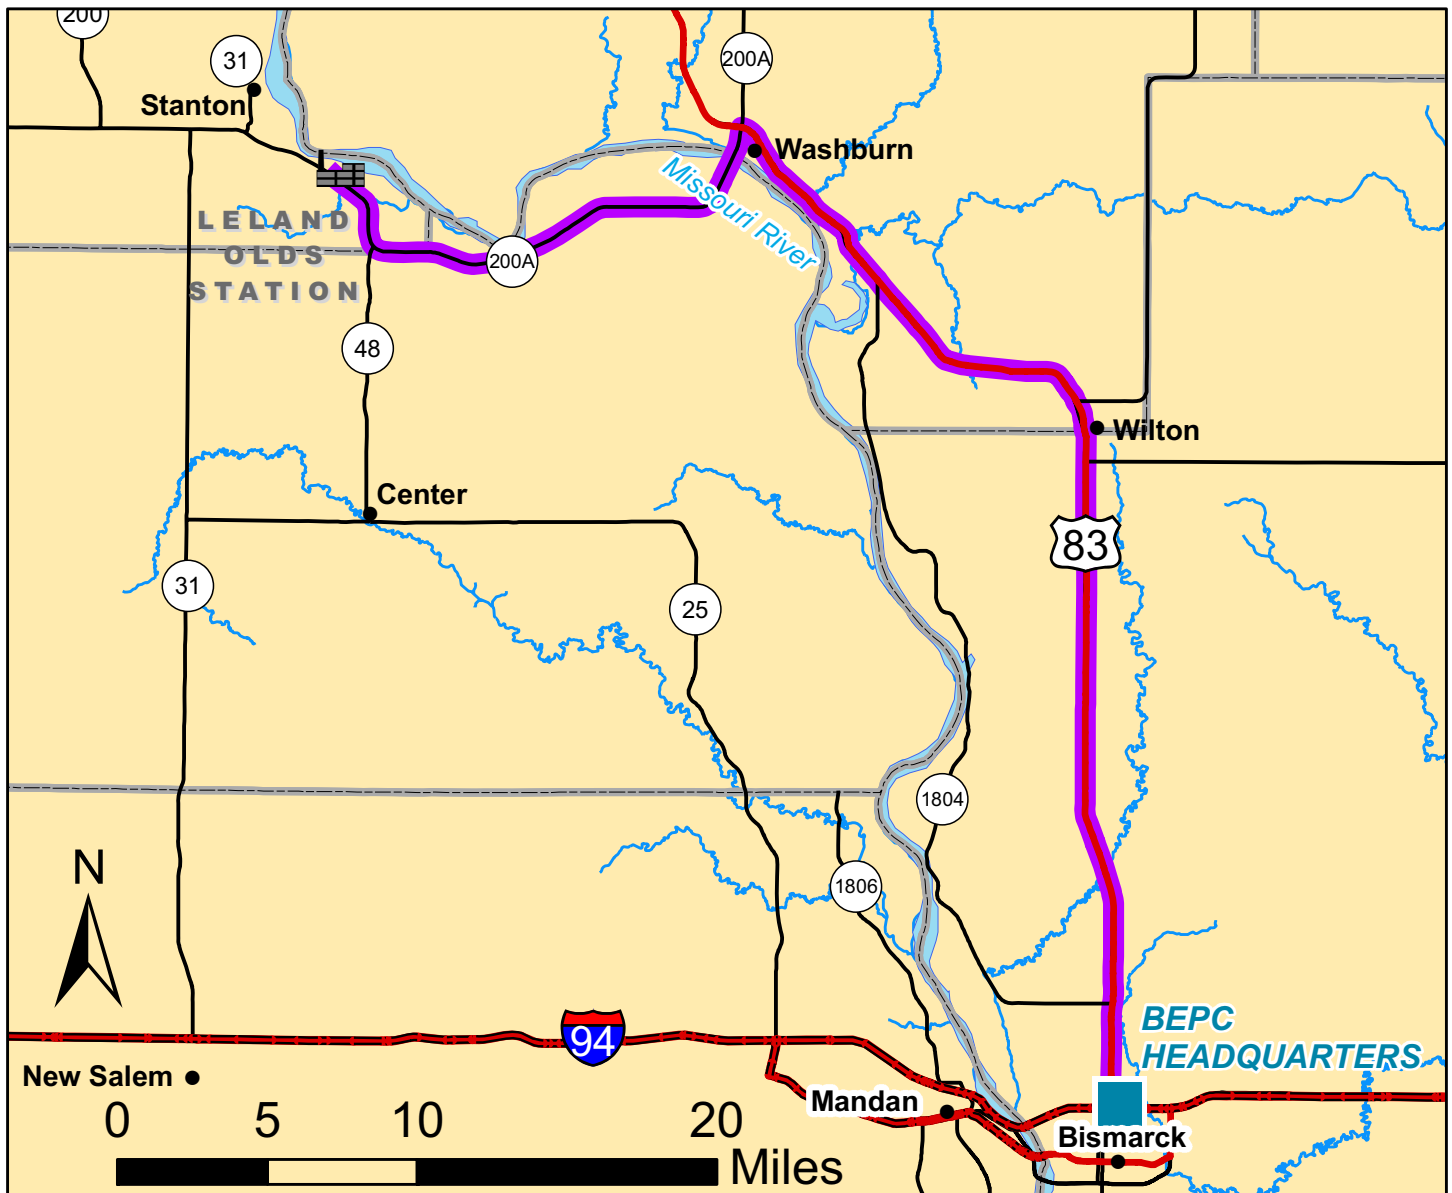 200
31
200A
Stanton
Washburn
Missouri River
LELAND
OLDS
STATION
200A
48
Wilton
Center
83
31
25
1804
N
1806
94
BEPC
HEADQUARTERS
New Salem
Mandan
0 5 10 20
Bismarck
Miles